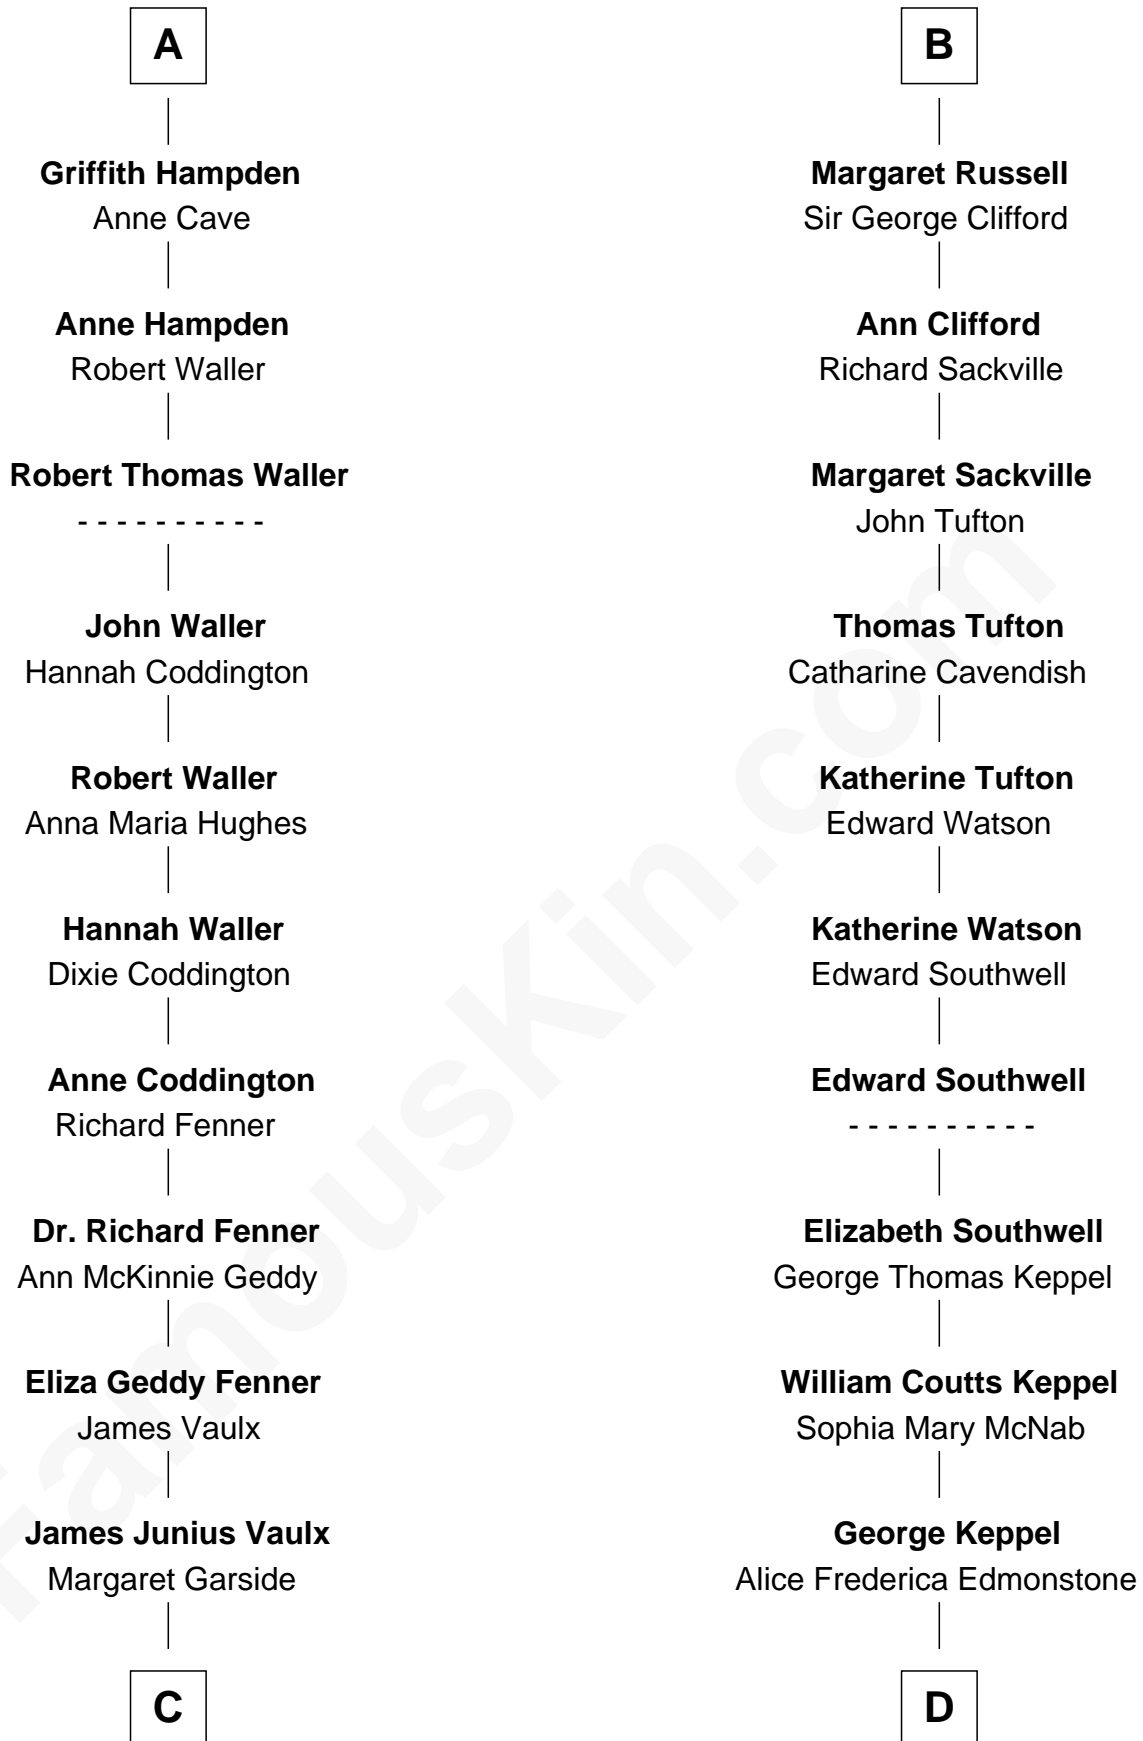 A
Griffith Hampden
Anne Cave
Anne Hampden
Robert Waller
Robert Thomas Waller
- - - - - - - - - -
John Waller
Hannah Coddington
Robert Waller
Anna Maria Hughes
Hannah Waller
Dixie Coddington
Anne Coddington
Richard Fenner
Dr. Richard Fenner
Ann McKinnie Geddy
Eliza Geddy Fenner
James Vaulx
James Junius Vaulx
Margaret Garside
C
B
Margaret Russell
Sir George Clifford
Ann Clifford
Richard Sackville
Margaret Sackville
John Tufton
Thomas Tufton
Catharine Cavendish
Katherine Tufton
Edward Watson
Katherine Watson
Edward Southwell
Edward Southwell
- - - - - - - - - -
Elizabeth Southwell
George Thomas Keppel
William Coutts Keppel
Sophia Mary McNab
George Keppel
Alice Frederica Edmonstone
D
FamousKin.com